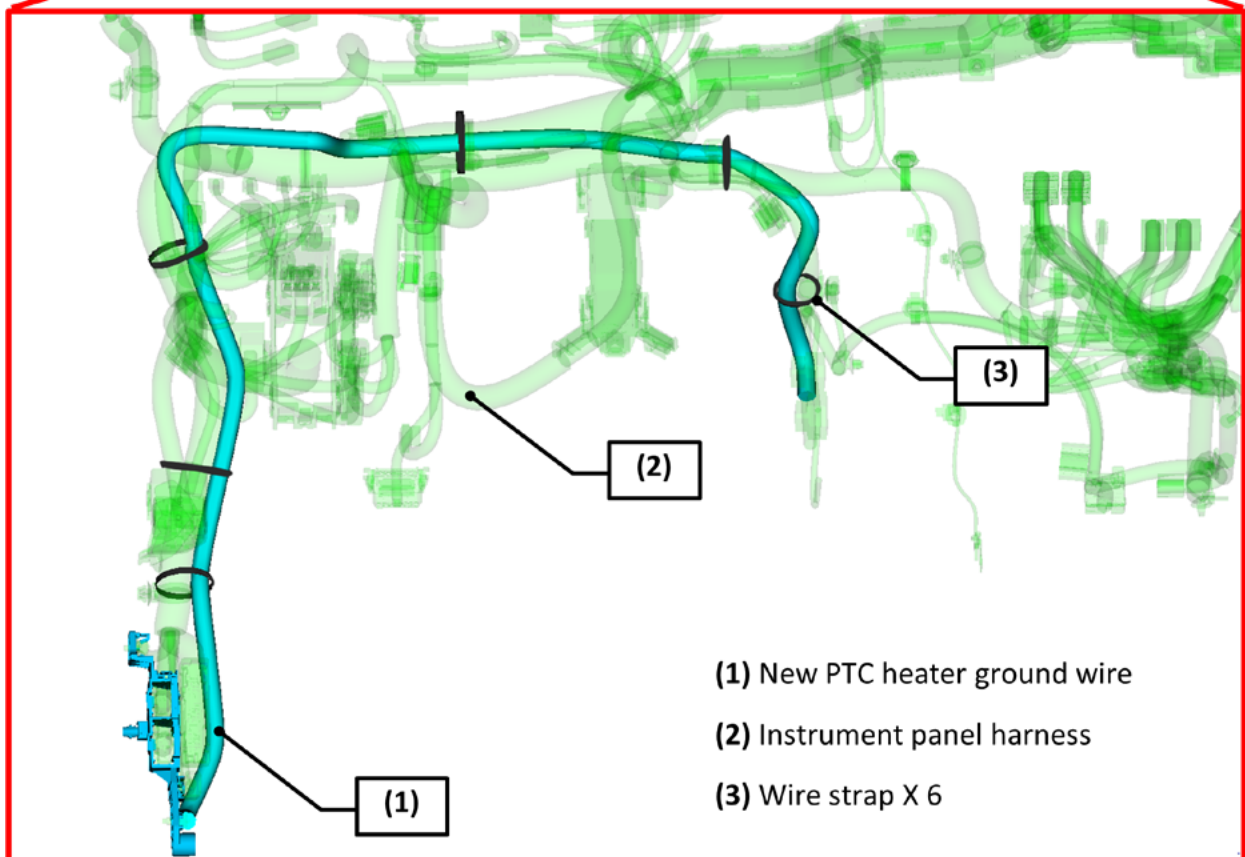 (3)
(2)
(1)
(1) New PTC heater ground wire
(2) Instrument panel harness
(3) Wire strap X 6